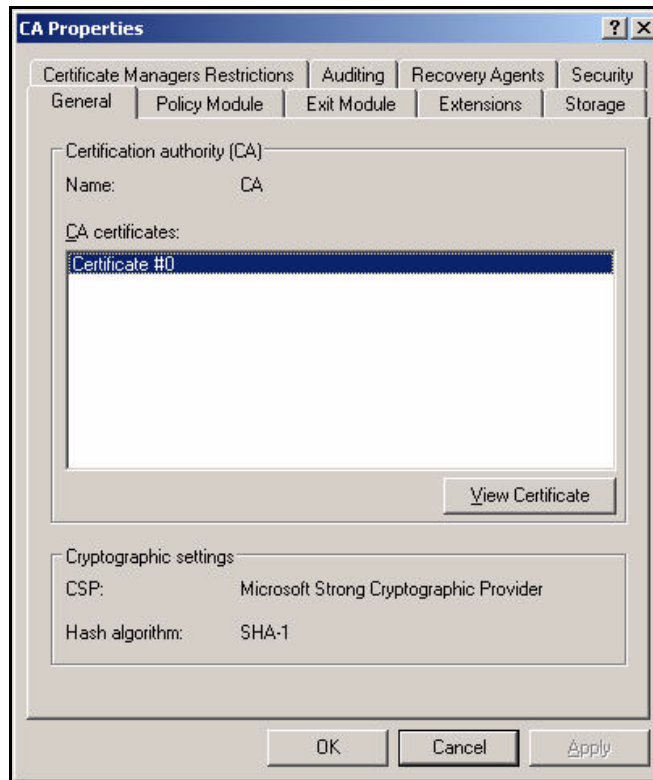 CA Properties
Certificate Managers Restrictions Auditing Recovery Agents Security
General Policy Module Exit Module Extensions Storage
Certification authority (CA)
Name: CA
CA certificates:
Certificate #0
View Certificate
Cryptographic settings
CSP: Microsoft Strong Cryptographic Provider
Hash algorithm: SHA-1
OK Cancel Apply